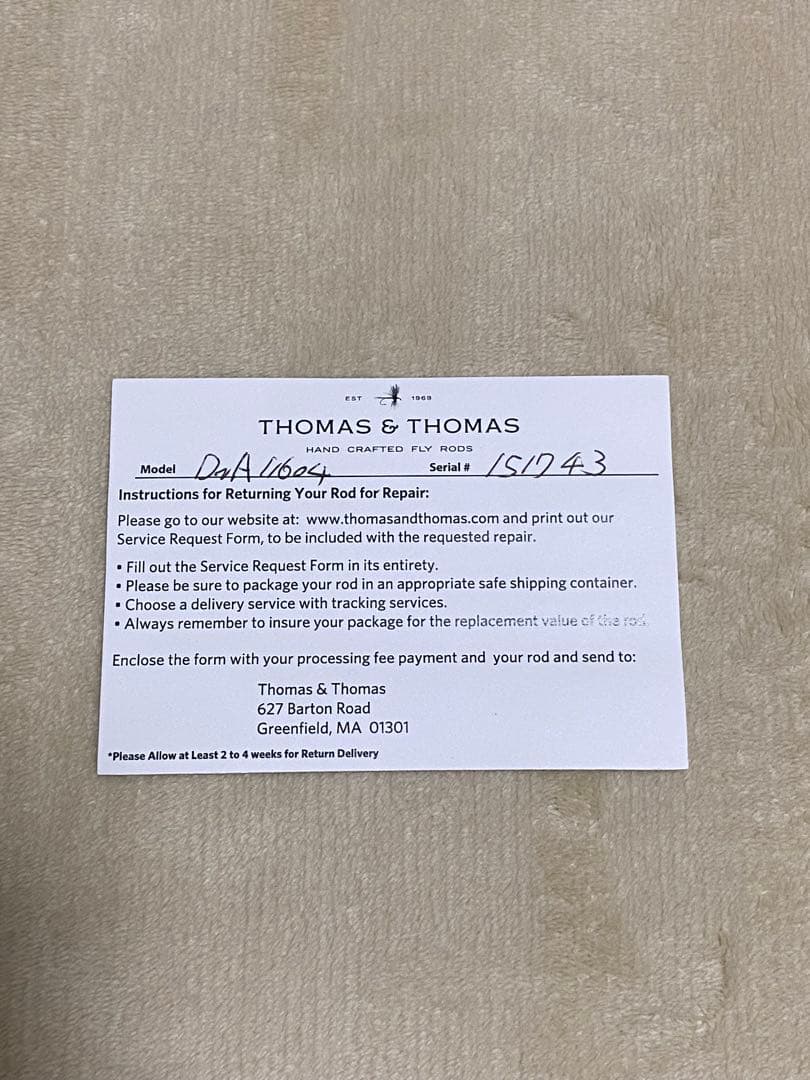 EST 1969
THOMAS & THOMAS
HAND CRAFTED FLY RODS
Model DNA 11604 Serial # 151743
Instructions for Returning Your Rod for Repair:
Please go to our website at: www.thomasandthomas.com and print out our
Service Request Form, to be included with the requested repair.
▪ Fill out the Service Request Form in its entirety.
▪ Please be sure to package your rod in an appropriate safe shipping container.
▪ Choose a delivery service with tracking services.
▪ Always remember to insure your package for the replacement value of the rod.
Enclose the form with your processing fee payment and your rod and send to:
Thomas & Thomas
627 Barton Road
Greenfield, MA 01301
*Please Allow at Least 2 to 4 weeks for Return Delivery